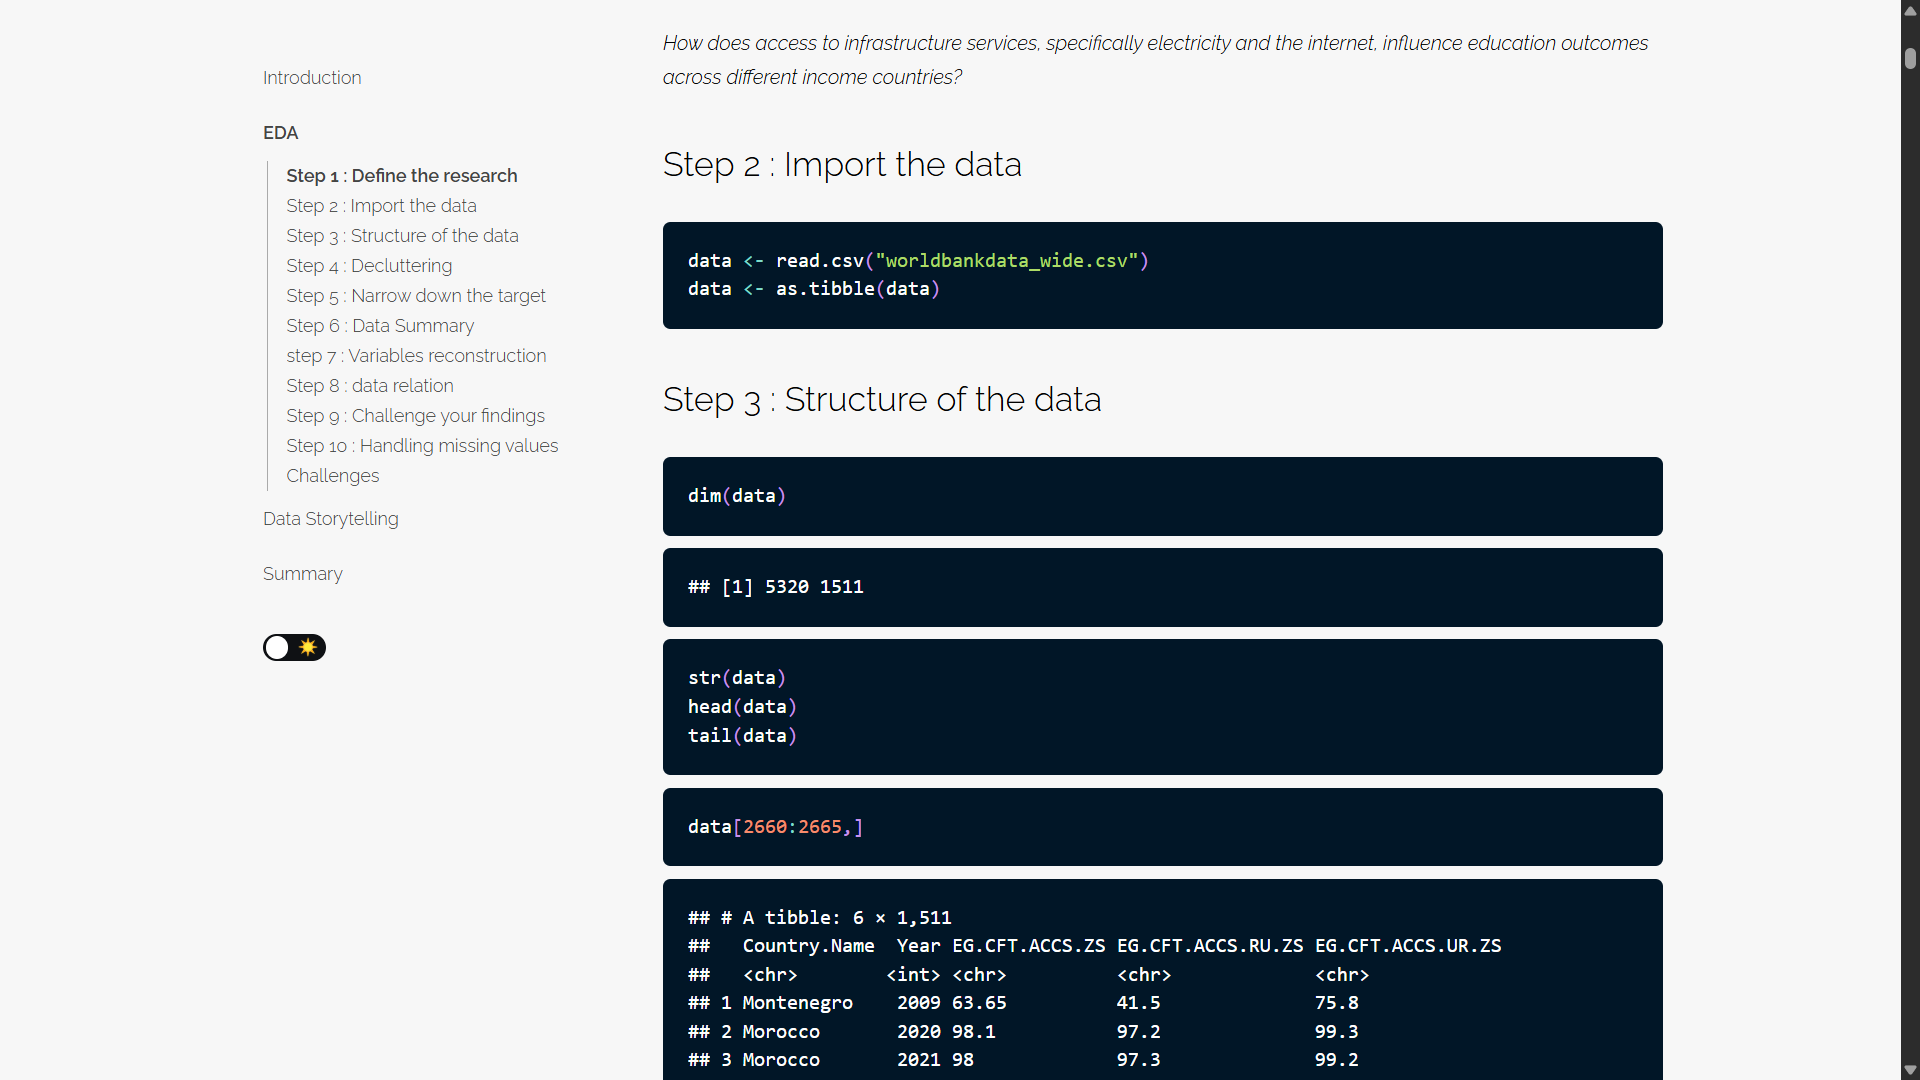 Introduction
EDA
Step 1 : Define the research
Step 2 : Import the data
Step 3 : Structure of the data
Step 4 : Decluttering
Step 5 : Narrow down the target
Step 6 : Data Summary
step 7 : Variables reconstruction
Step 8 : data relation
Step 9 : Challenge your findings
Step 10 : Handling missing values
Challenges
Data Storytelling
Summary
How does access to infrastructure services, specifically electricity and the internet, influence education outcomes
across different income countries?
Step 2 : Import the data
data <- read.csv("worldbankdata_wide.csv")
data <- as.tibble(data)
Step 3 : Structure of the data
dim(data)
## [1] 5320 1511
str(data)
head(data)
tail(data)
data[2660:2665,]
## # A tibble: 6 × 1,511
##   Country.Name  Year EG.CFT.ACCS.ZS EG.CFT.ACCS.RU.ZS EG.CFT.ACCS.UR.ZS
##   <chr>        <int> <chr>          <chr>             <chr>
## 1 Montenegro    2009 63.65          41.5              75.8
## 2 Morocco       2020 98.1           97.2              99.3
## 3 Morocco       2021 98             97.3              99.2